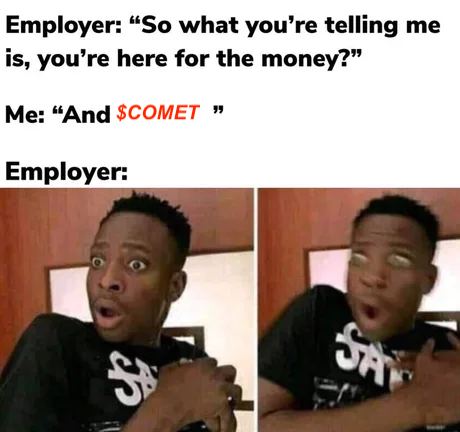 Employer: “So what you’re telling me
is, you’re here for the money?”
Me: “And $COMET ”
Employer: